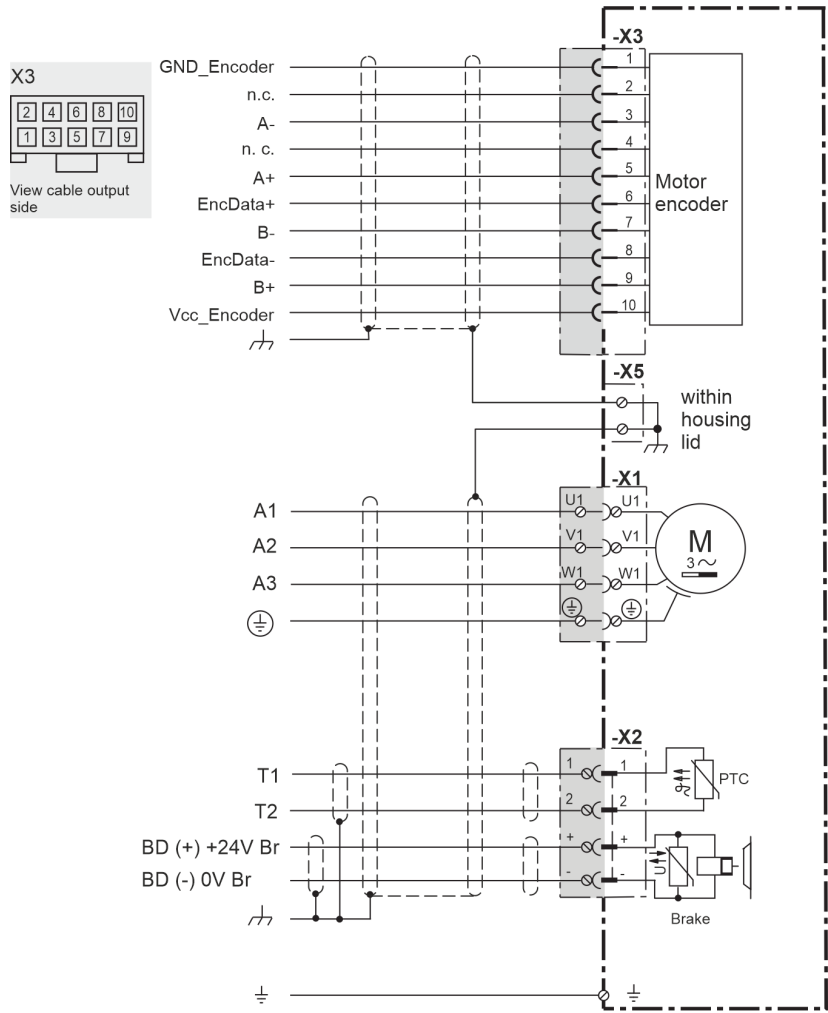 X3
2 4 6 8 10
1 3 5 7 9
View cable output
side
-X3
GND_Encoder 1
n.c. 2
A- 3
n. c. 4
A+ 5
EncData+ 6
B- 7
EncData- 8
B+ 9
Vcc_Encoder 10
Motor
encoder
-X5
within
housing
lid
-X1
A1 U1 U1
A2 V1 V1
A3 W1 W1
M
3~
-X2
T1 1 1
T2 2 2
PTC
ϑ
BD (+) +24V Br + +
BD (-) 0V Br - -
U
Brake